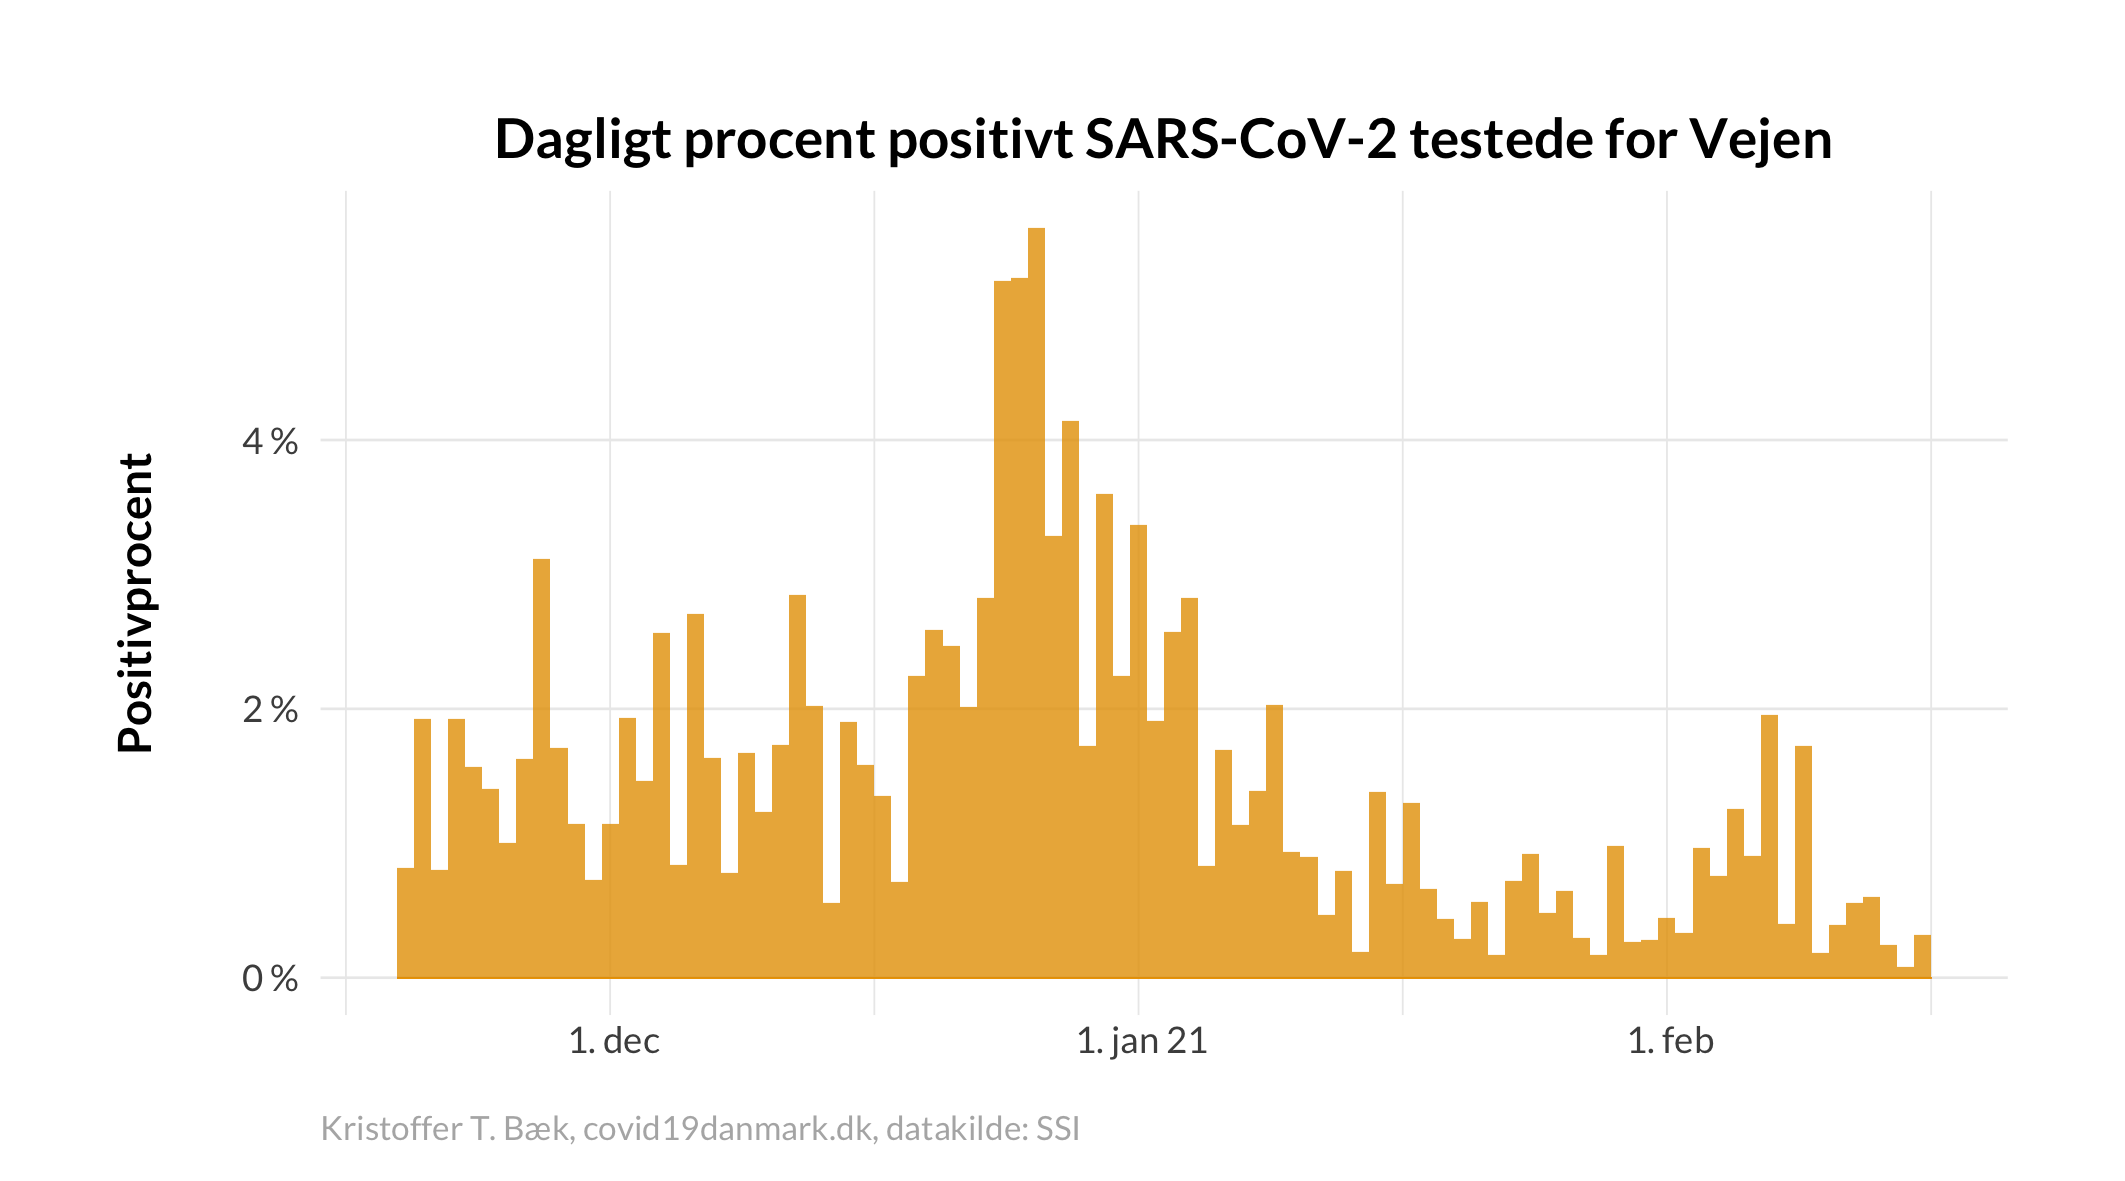 Dagligt procent positivt SARS-CoV-2 testede for Vejen
Positivprocent
4 %
2 %
0 %
1. dec
1. jan 21
1. feb
Kristoffer T. Bæk, covid19danmark.dk, datakilde: SSI